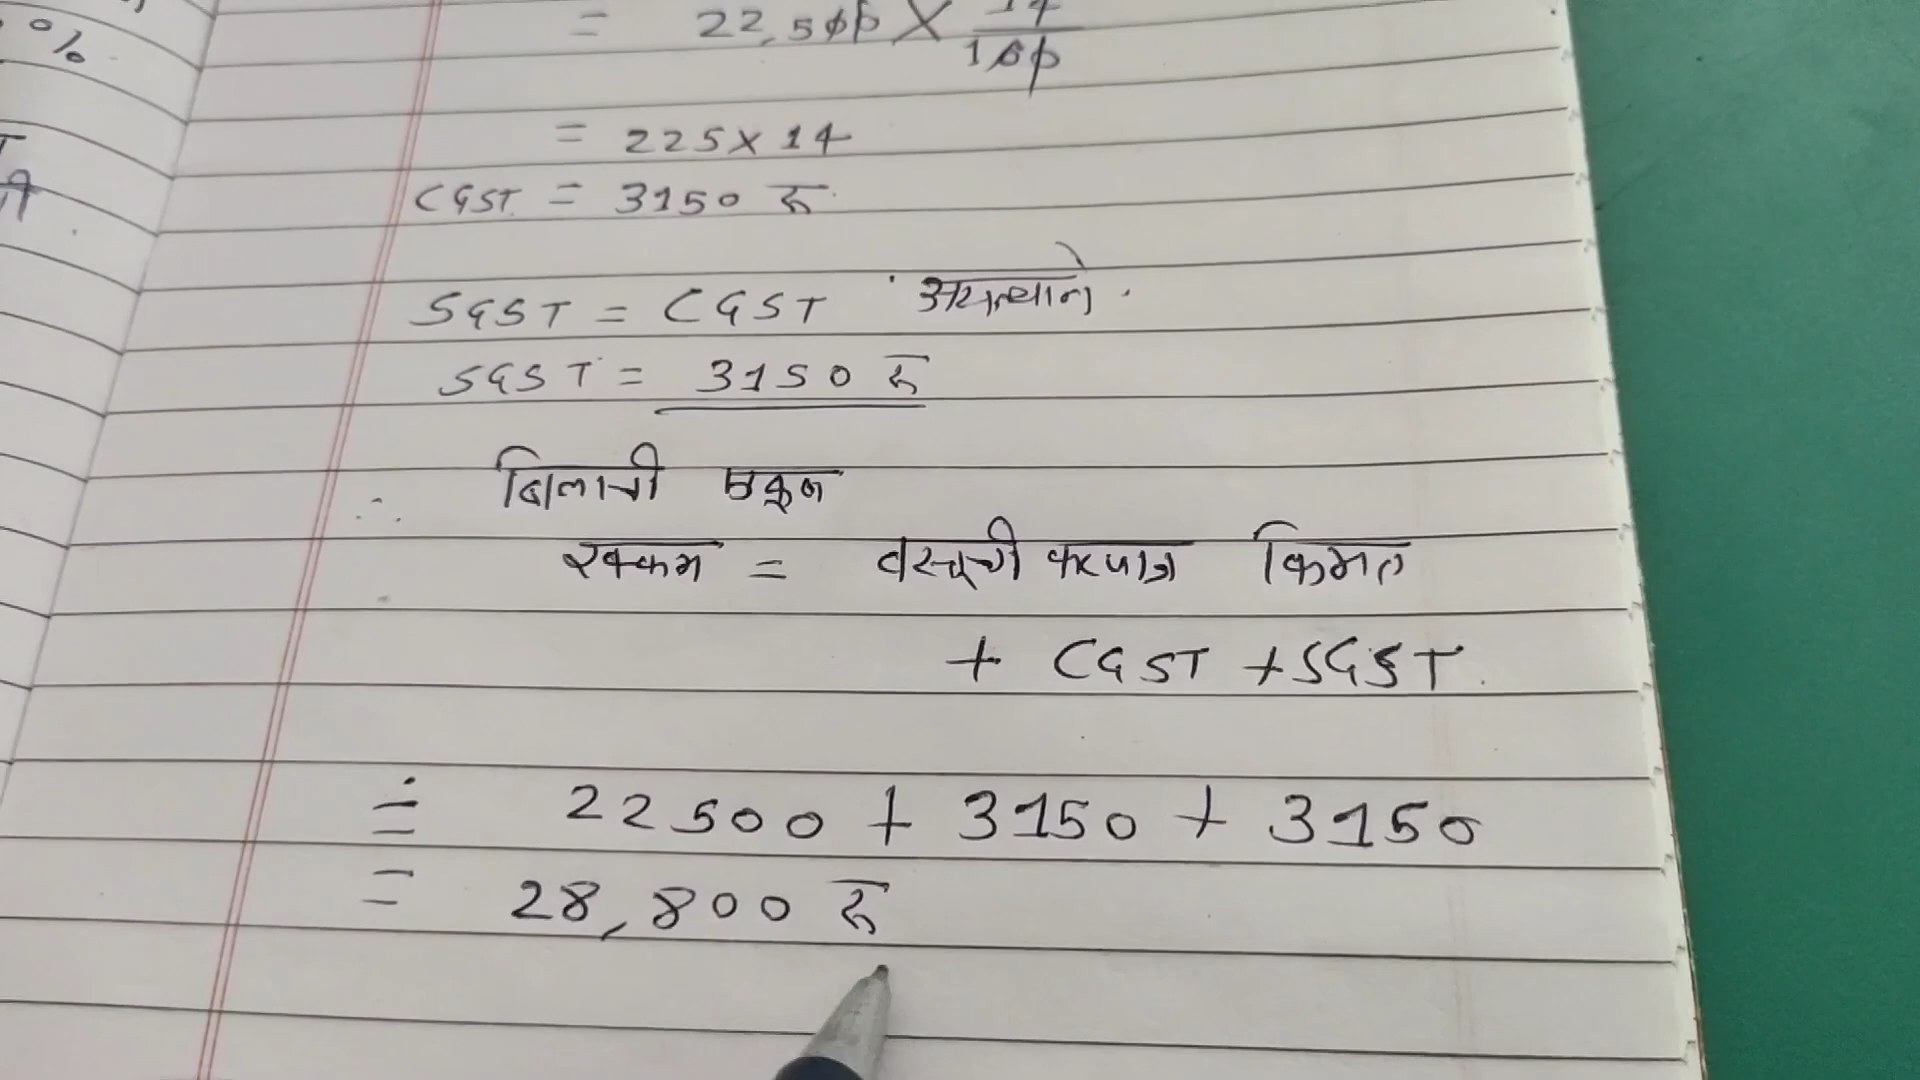 %
= 22,500 × 14/100
= 225 × 14
CGST = 3150 रु.
SGST = CGST असल्याने.
SGST = 3150 रु
∴ बिलाची एकूण
रक्कम = वस्तूची करपात्र किंमत
+ CGST + SGST.
= 22500 + 3150 + 3150
= 28,800 रु